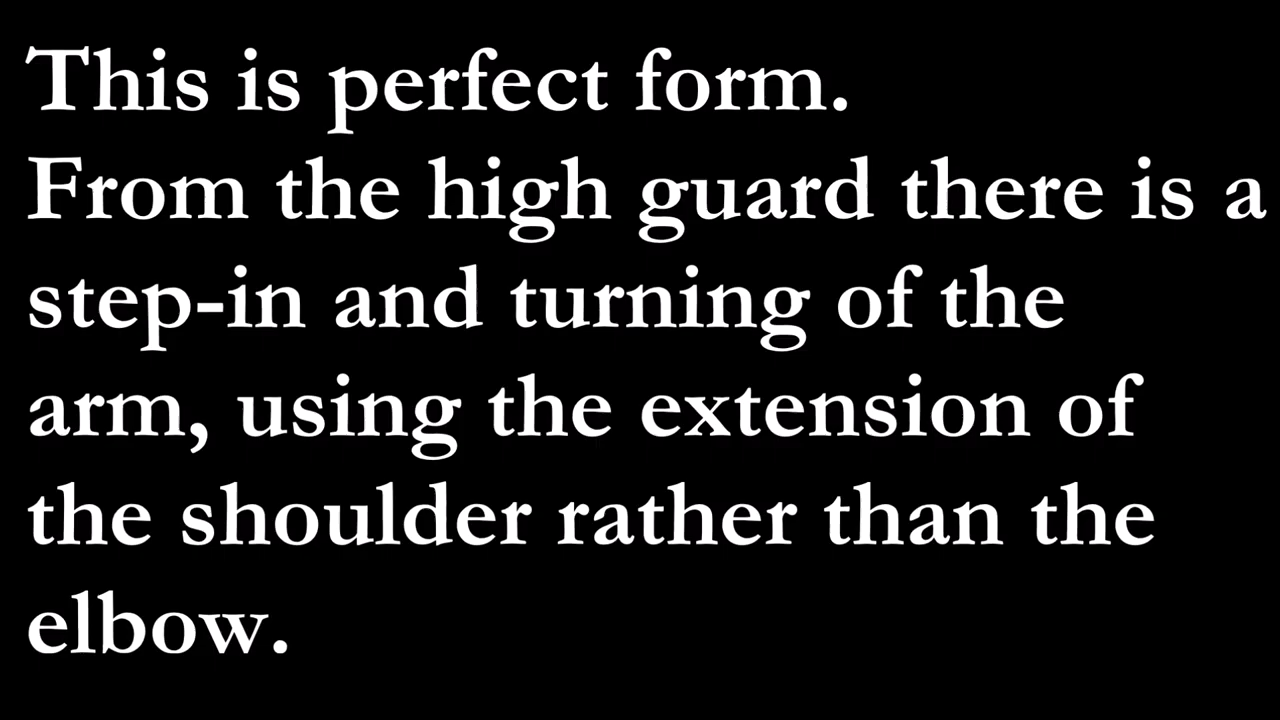 This is perfect form.
From the high guard there is a
step-in and turning of the
arm, using the extension of
the shoulder rather than the
elbow.